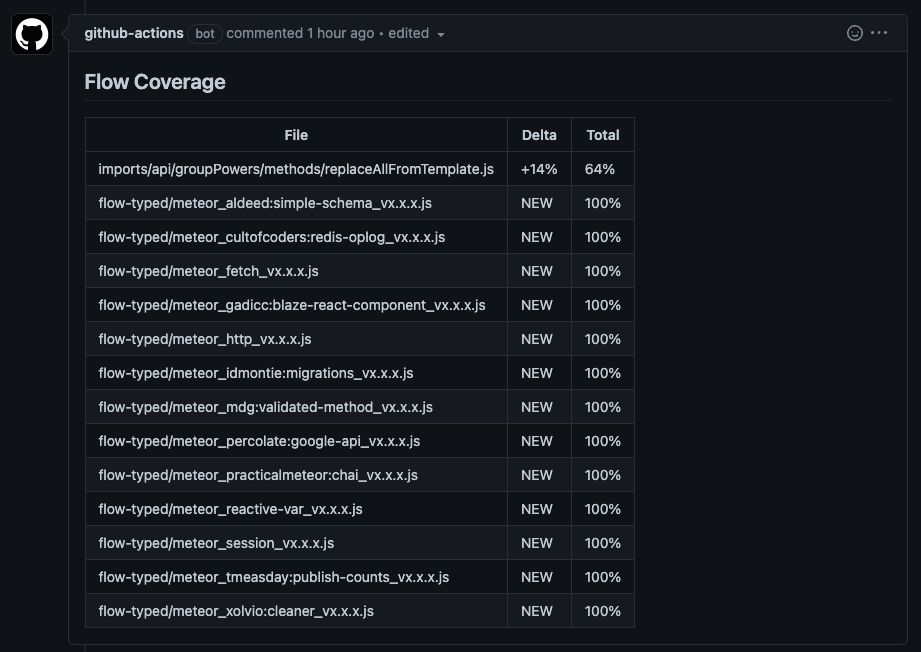 github-actions bot commented 1 hour ago • edited
Flow Coverage
File Delta Total
imports/api/groupPowers/methods/replaceAllFromTemplate.js +14% 64%
flow-typed/meteor_aldeed:simple-schema_vx.x.x.js NEW 100%
flow-typed/meteor_cultofcoders:redis-oplog_vx.x.x.js NEW 100%
flow-typed/meteor_fetch_vx.x.x.js NEW 100%
flow-typed/meteor_gadicc:blaze-react-component_vx.x.x.js NEW 100%
flow-typed/meteor_http_vx.x.x.js NEW 100%
flow-typed/meteor_idmontie:migrations_vx.x.x.js NEW 100%
flow-typed/meteor_mdg:validated-method_vx.x.x.js NEW 100%
flow-typed/meteor_percolate:google-api_vx.x.x.js NEW 100%
flow-typed/meteor_practicalmeteor:chai_vx.x.x.js NEW 100%
flow-typed/meteor_reactive-var_vx.x.x.js NEW 100%
flow-typed/meteor_session_vx.x.x.js NEW 100%
flow-typed/meteor_tmeasday:publish-counts_vx.x.x.js NEW 100%
flow-typed/meteor_xolvio:cleaner_vx.x.x.js NEW 100%